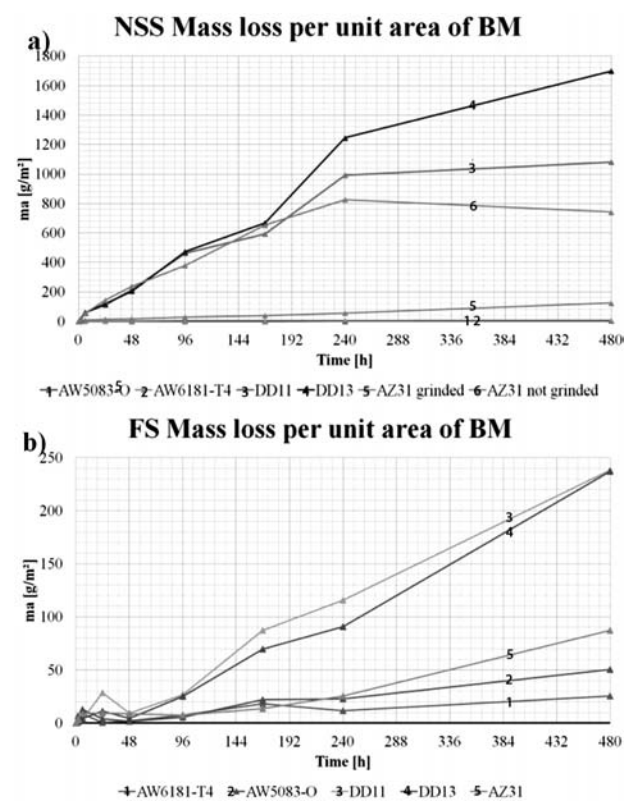 a)
NSS Mass loss per unit area of BM
ma [g/m²]
1800
1600
1400
1200
1000
800
600
400
200
0
4
3
6
5
1 2
0 48 96 144 192 240 288 336 384 432 480
Time [h]
5
1 AW5083-O 2 AW6181-T4 3 DD11 4 DD13 5 AZ31 grinded 6 AZ31 not grinded
b)
FS Mass loss per unit area of BM
ma [g/m²]
250
200
150
100
50
0
3
4
5
2
1
0 48 96 144 192 240 288 336 384 432 480
Time [h]
1 AW6181-T4 2 AW5083-O 3 DD11 4 DD13 5 AZ31